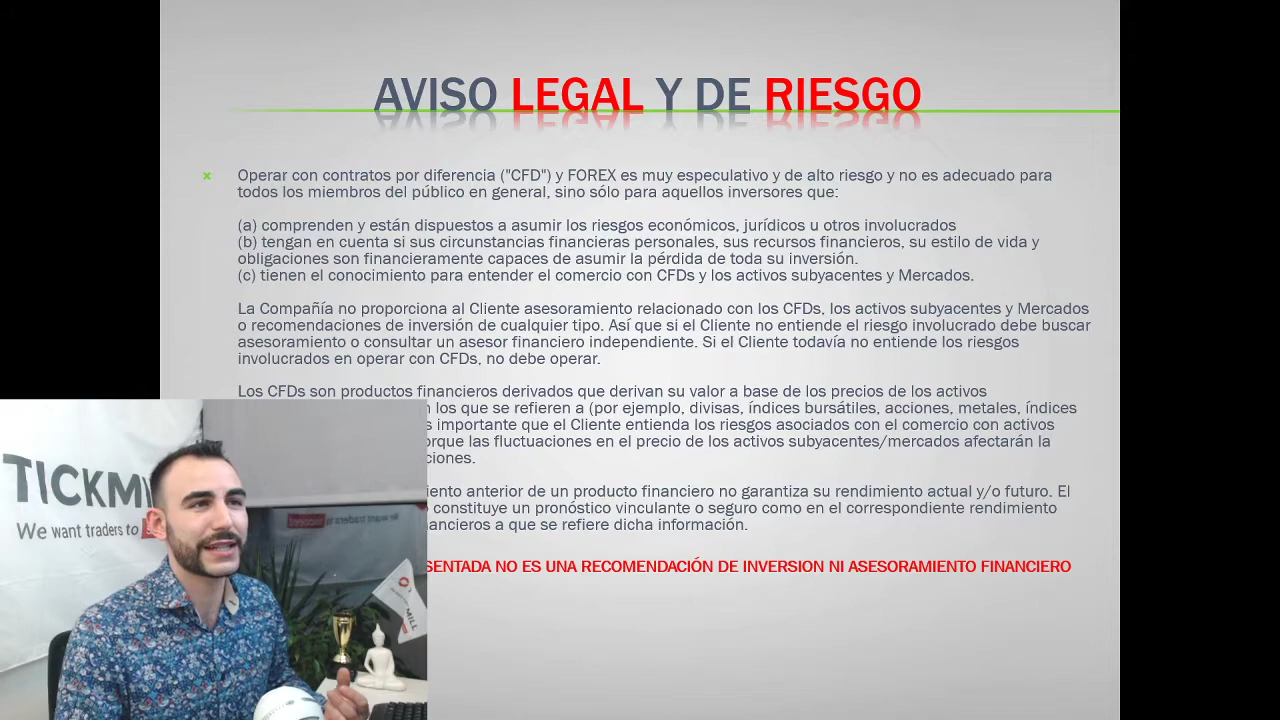 AVISO LEGAL Y DE RIESGO
Operar con contratos por diferencia ("CFD") y FOREX es muy especulativo y de alto riesgo y no es adecuado para
todos los miembros del público en general, sino sólo para aquellos inversores que:
(a) comprenden y están dispuestos a asumir los riesgos económicos, jurídicos u otros involucrados
(b) tengan en cuenta si sus circunstancias financieras personales, sus recursos financieros, su estilo de vida y
obligaciones son financieramente capaces de asumir la pérdida de toda su inversión.
(c) tienen el conocimiento para entender el comercio con CFDs y los activos subyacentes y Mercados.
La Compañía no proporciona al Cliente asesoramiento relacionado con los CFDs, los activos subyacentes y Mercados
o recomendaciones de inversión de cualquier tipo. Así que si el Cliente no entiende el riesgo involucrado debe buscar
asesoramiento o consultar un asesor financiero independiente. Si el Cliente todavía no entiende los riesgos
involucrados en operar con CFDs, no debe operar.
Los CFDs son productos financieros derivados que derivan su valor a base de los precios de los activos
los que se refieren a (por ejemplo, divisas, índices bursátiles, acciones, metales, índices
importante que el Cliente entienda los riesgos asociados con el comercio con activos
orque las fluctuaciones en el precio de los activos subyacentes/mercados afectarán la
ciones.
iento anterior de un producto financiero no garantiza su rendimiento actual y/o futuro. El
constituye un pronóstico vinculante o seguro como en el correspondiente rendimiento
ancieros a que se refiere dicha información.
SENTADA NO ES UNA RECOMENDACIÓN DE INVERSION NI ASESORAMIENTO FINANCIERO
TICKMI
We want traders to
MILL